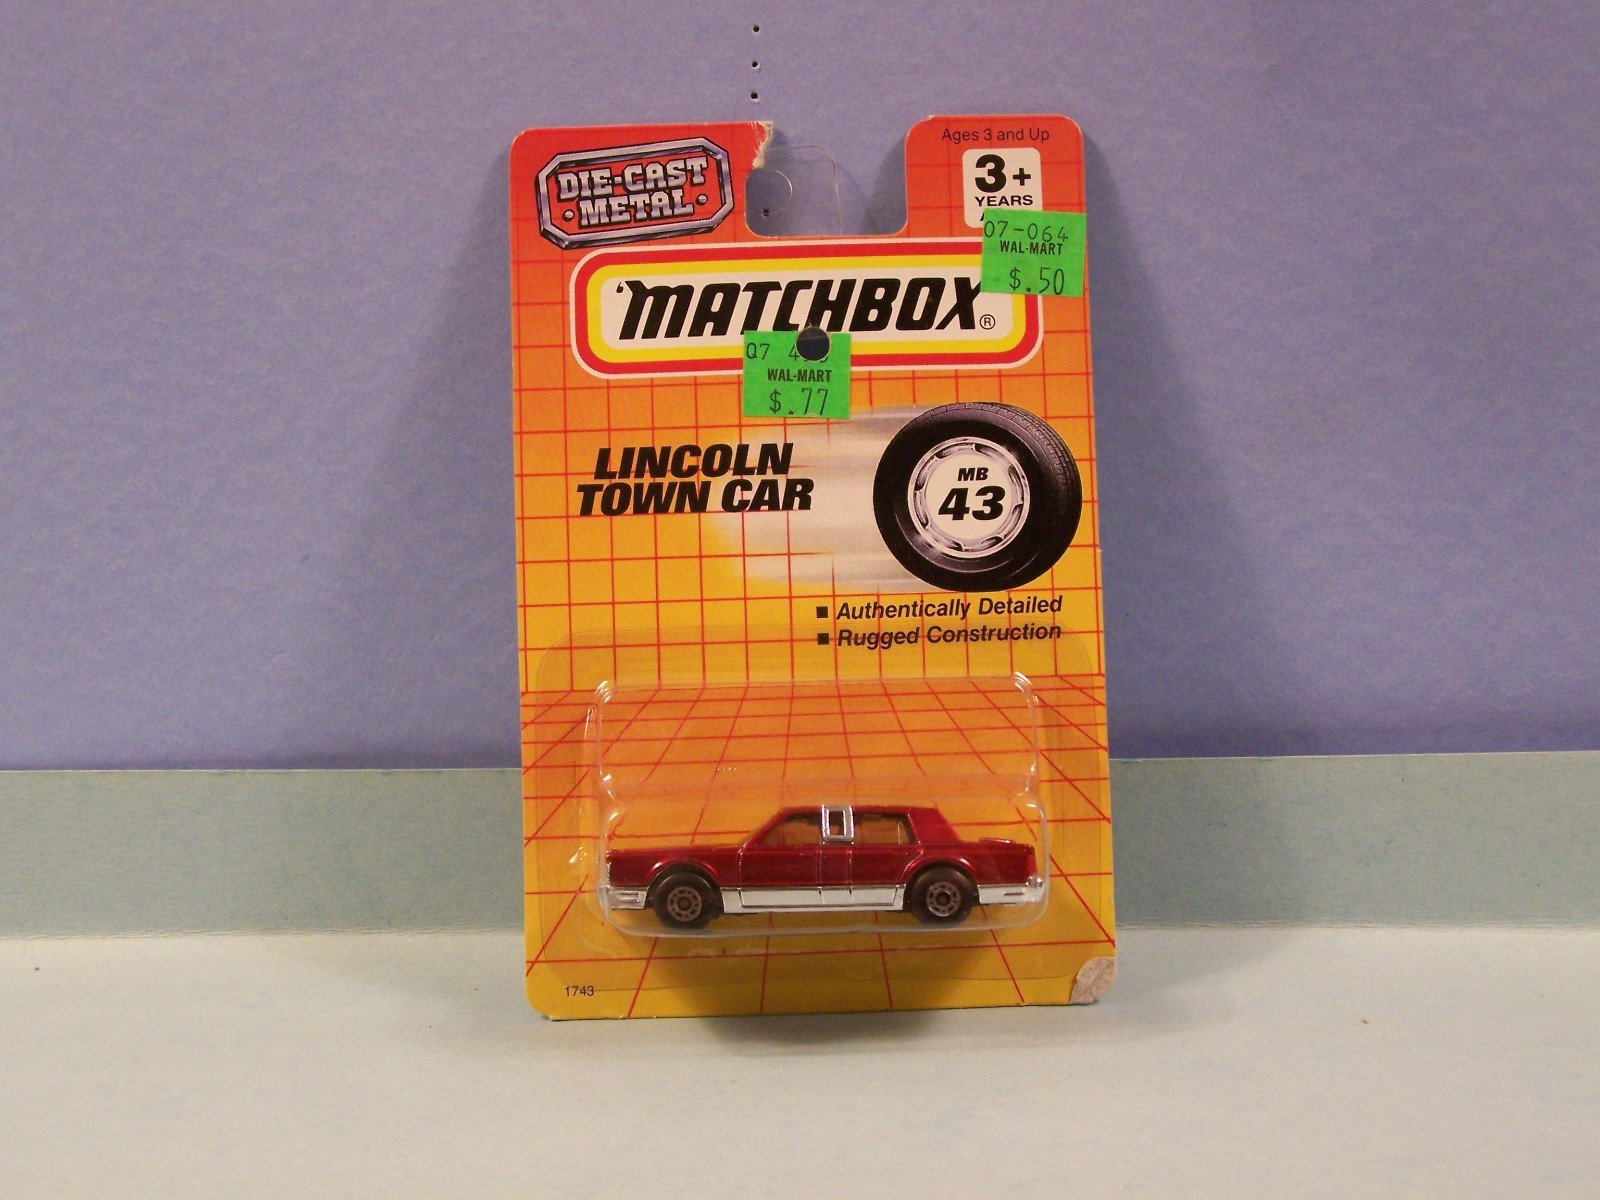 DIE-CAST
METAL
Ages 3 and Up
3+
YEARS
07-064
WAL-MART
$.50
'MATCHBOX®
Q7
WAL-MART
$.77
LINCOLN
TOWN CAR
MB
43
■ Authentically Detailed
■ Rugged Construction
1743